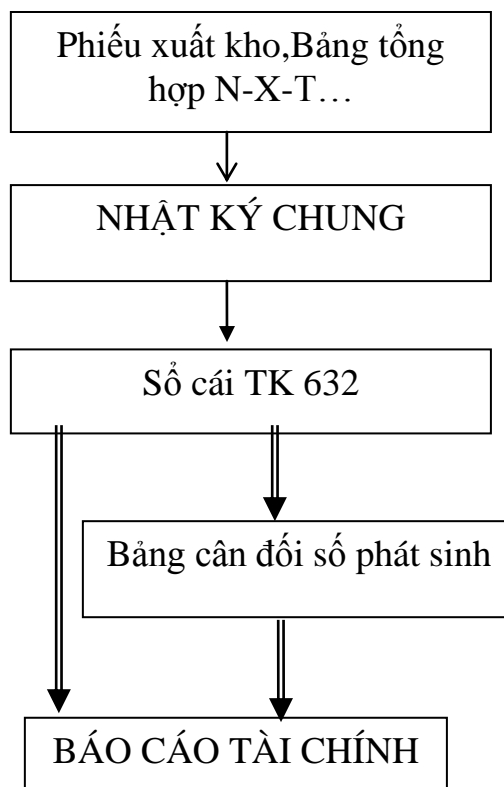 Phiếu xuất kho,Bảng tổng
hợp N-X-T…
NHẬT KÝ CHUNG
Sổ cái TK 632
Bảng cân đối số phát sinh
BÁO CÁO TÀI CHÍNH